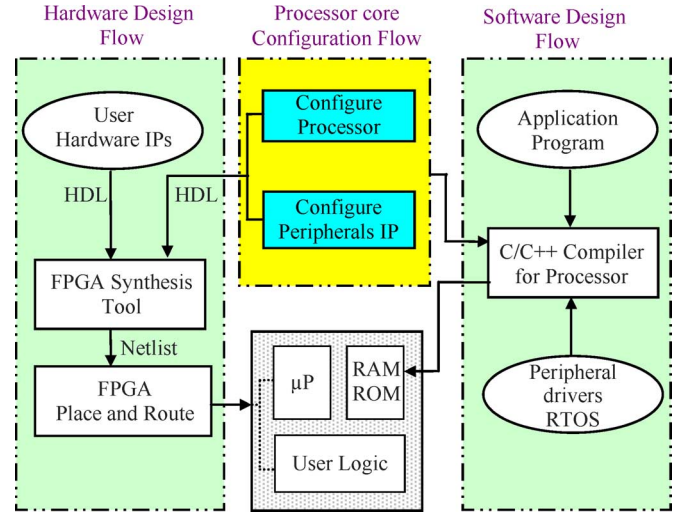 Hardware Design
Flow
Processor core
Configuration Flow
Software Design
Flow
User
Hardware IPs
HDL
HDL
FPGA Synthesis
Tool
Netlist
FPGA
Place and Route
Configure
Processor
Configure
Peripherals IP
µP
RAM
ROM
User Logic
Application
Program
C/C++ Compiler
for Processor
Peripheral
drivers
RTOS